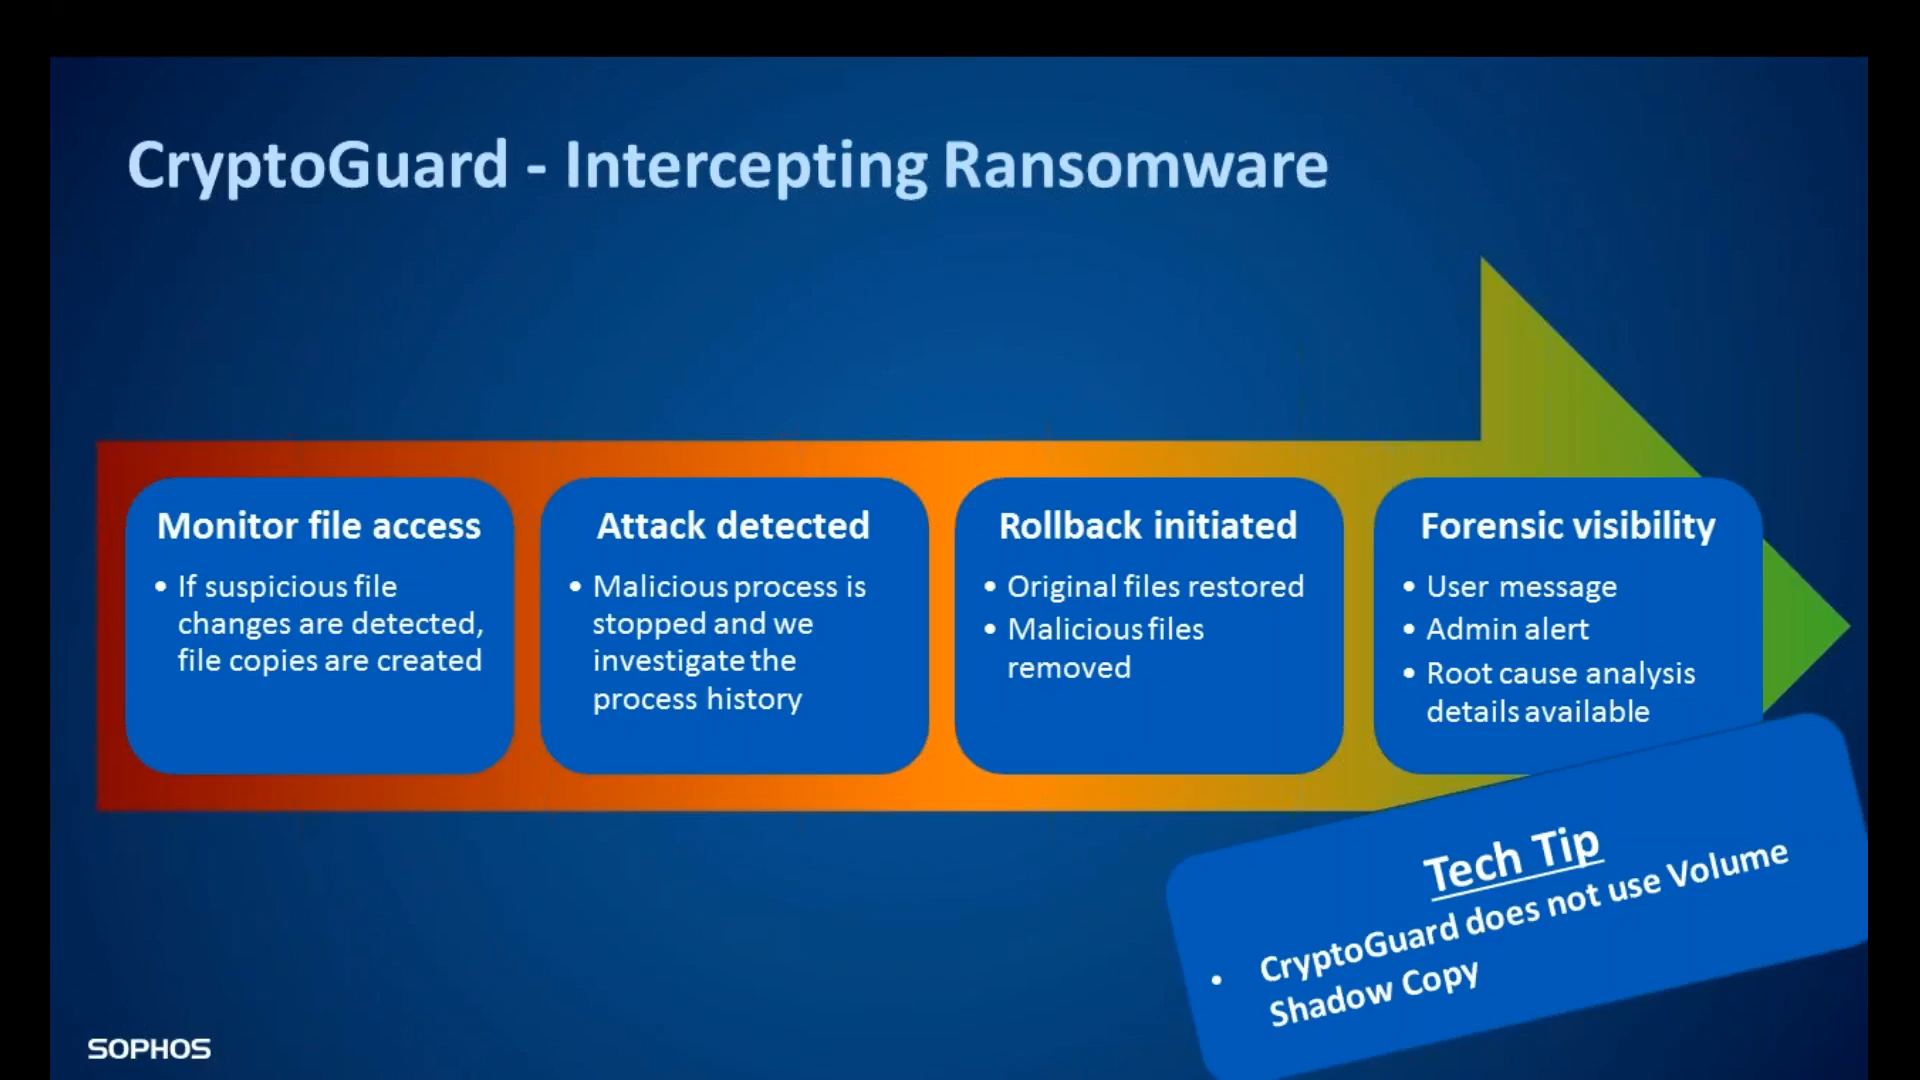 CryptoGuard - Intercepting Ransomware
Monitor file access
• If suspicious file
changes are detected,
file copies are created
Attack detected
• Malicious process is
stopped and we
investigate the
process history
Rollback initiated
• Original files restored
• Malicious files
removed
Forensic visibility
• User message
• Admin alert
• Root cause analysis
details available
Tech Tip
• CryptoGuard does not use Volume
Shadow Copy
SOPHOS